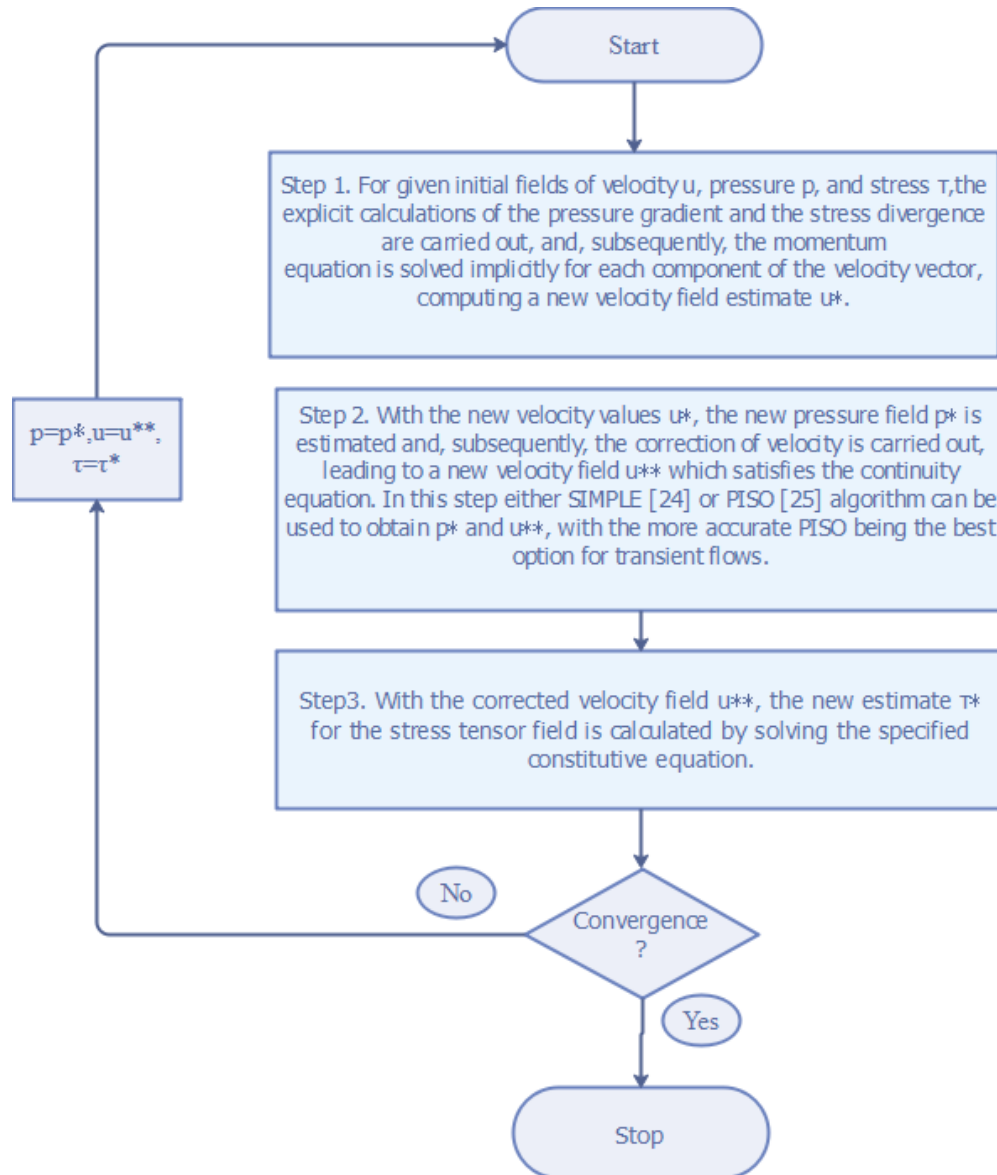 Start
Step 1. For given initial fields of velocity u, pressure p, and stress τ,the
explicit calculations of the pressure gradient and the stress divergence
are carried out, and, subsequently, the momentum
equation is solved implicitly for each component of the velocity vector,
computing a new velocity field estimate u*.
p=p*,u=u**,
τ=τ*
Step 2. With the new velocity values u*, the new pressure field p* is
estimated and, subsequently, the correction of velocity is carried out,
leading to a new velocity field u** which satisfies the continuity
equation. In this step either SIMPLE [24] or PISO [25] algorithm can be
used to obtain p* and u**, with the more accurate PISO being the best
option for transient flows.
Step3. With the corrected velocity field u**, the new estimate τ*
for the stress tensor field is calculated by solving the specified
constitutive equation.
No
Convergence
?
Yes
Stop